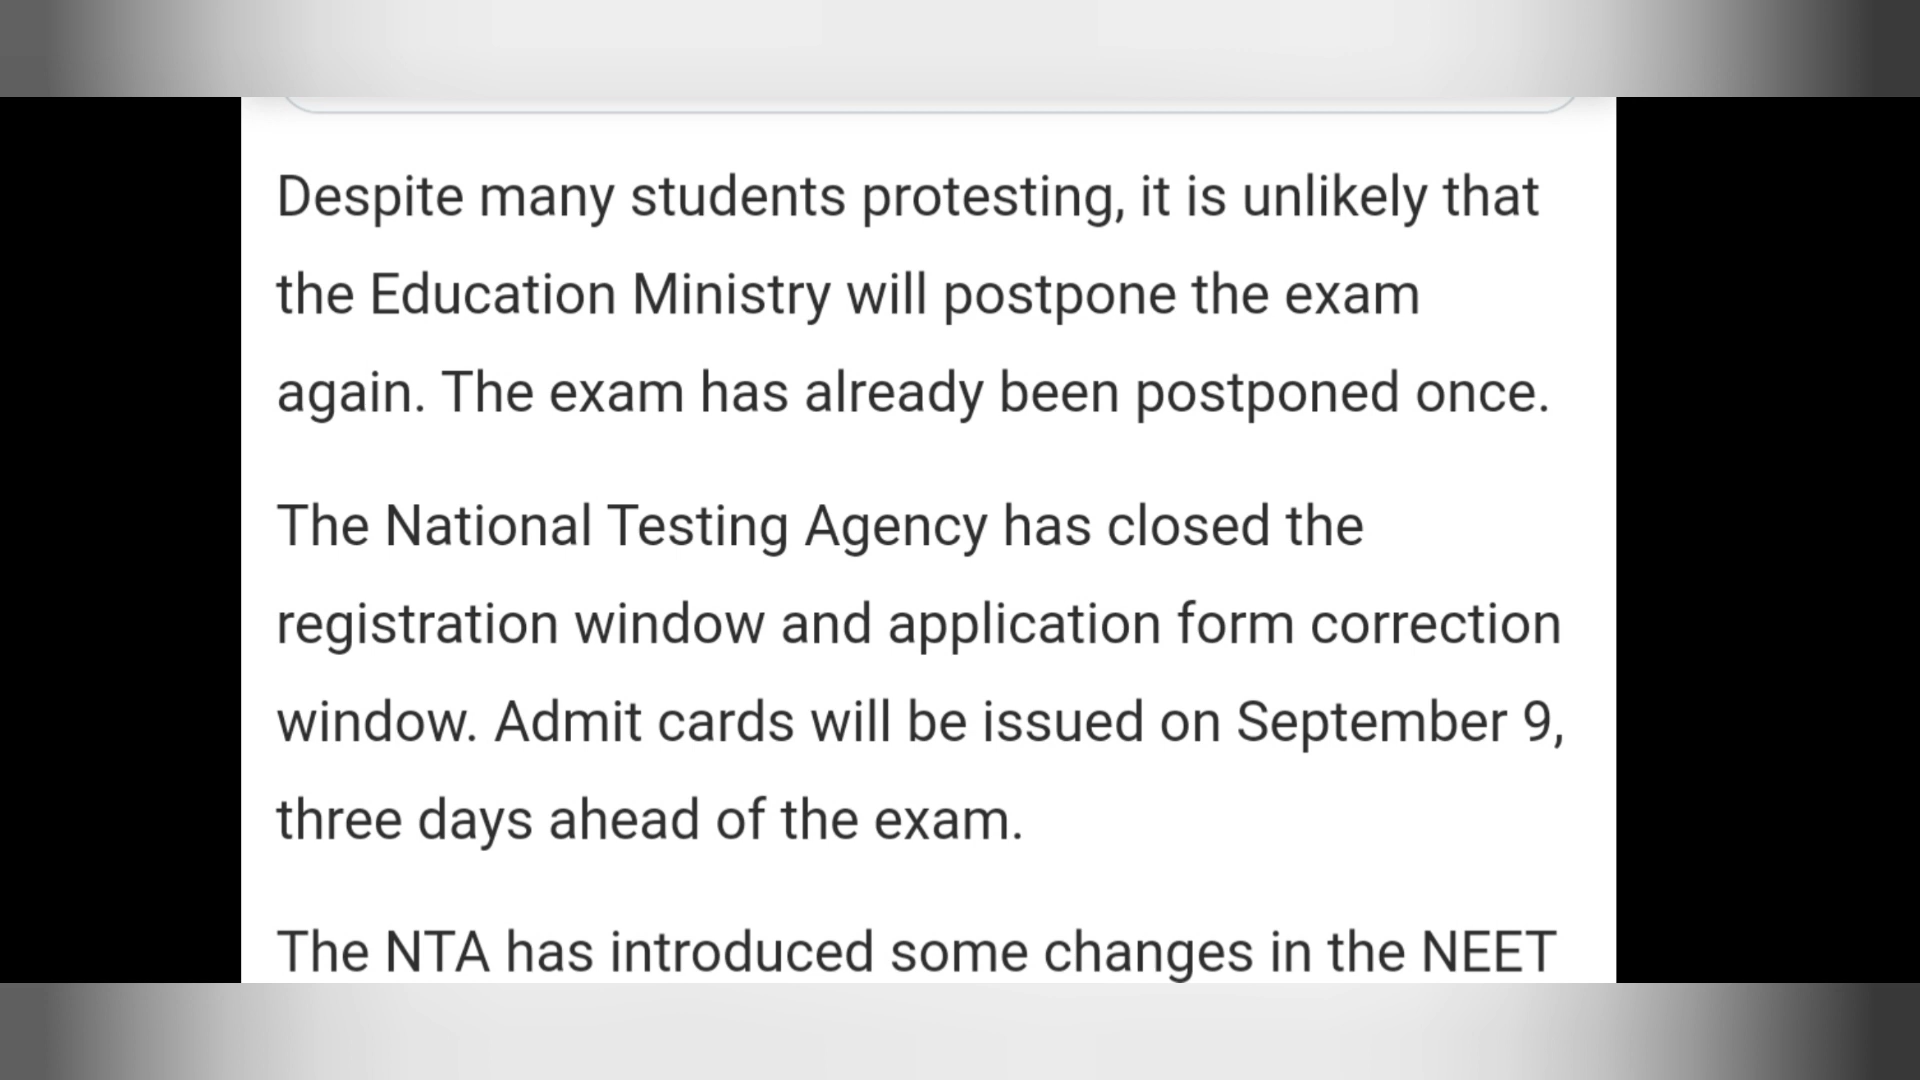 Despite many students protesting, it is unlikely that
the Education Ministry will postpone the exam
again. The exam has already been postponed once.
The National Testing Agency has closed the
registration window and application form correction
window. Admit cards will be issued on September 9,
three days ahead of the exam.
The NTA has introduced some changes in the NEET